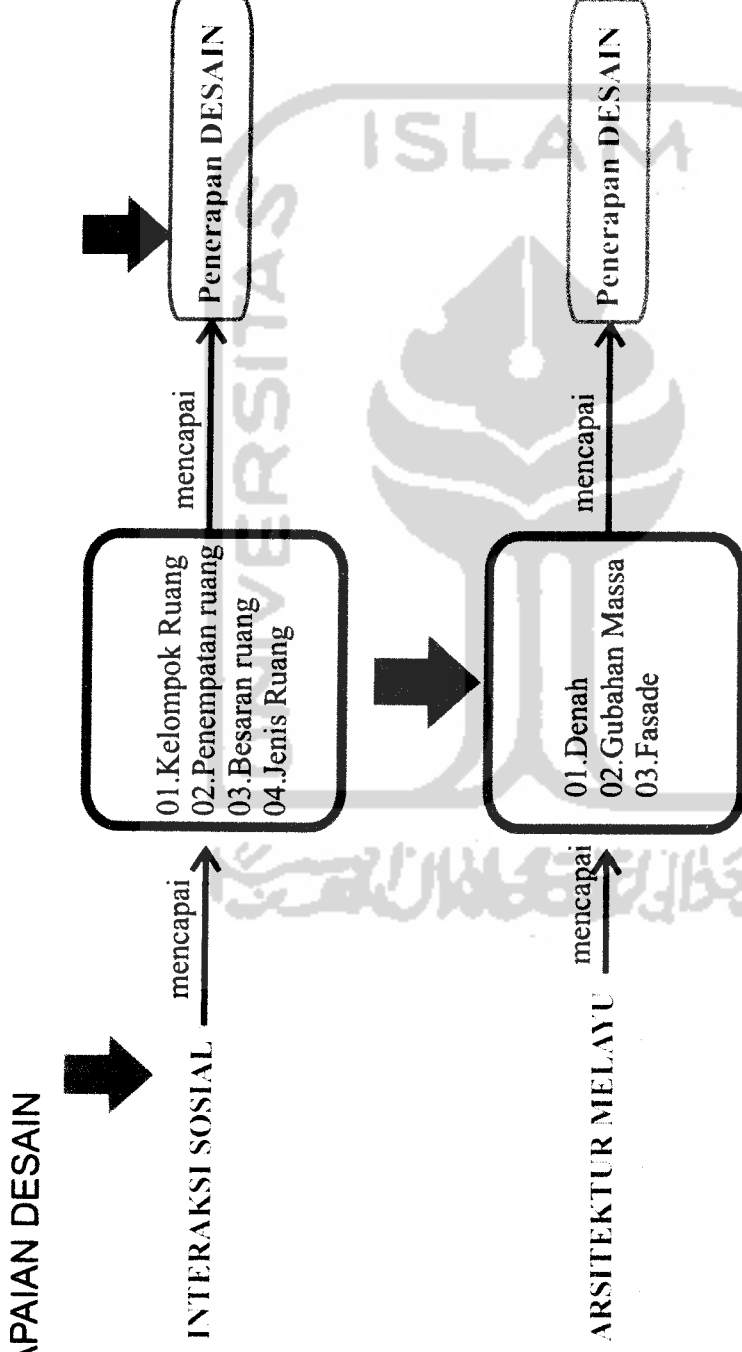 APAIAN DESAIN
INTERAKSI SOSIAL
mencapai
01.Kelompok Ruang
02.Penempatan ruang
03.Besaran ruang
04.Jenis Ruang
mencapai
Penerapan DESAIN
ARSITEKTUR MELAYU
mencapai
01.Denah
02.Gubahan Massa
03.Fasade
mencapai
Penerapan DESAIN
UNIVERSITAS
ISLAM